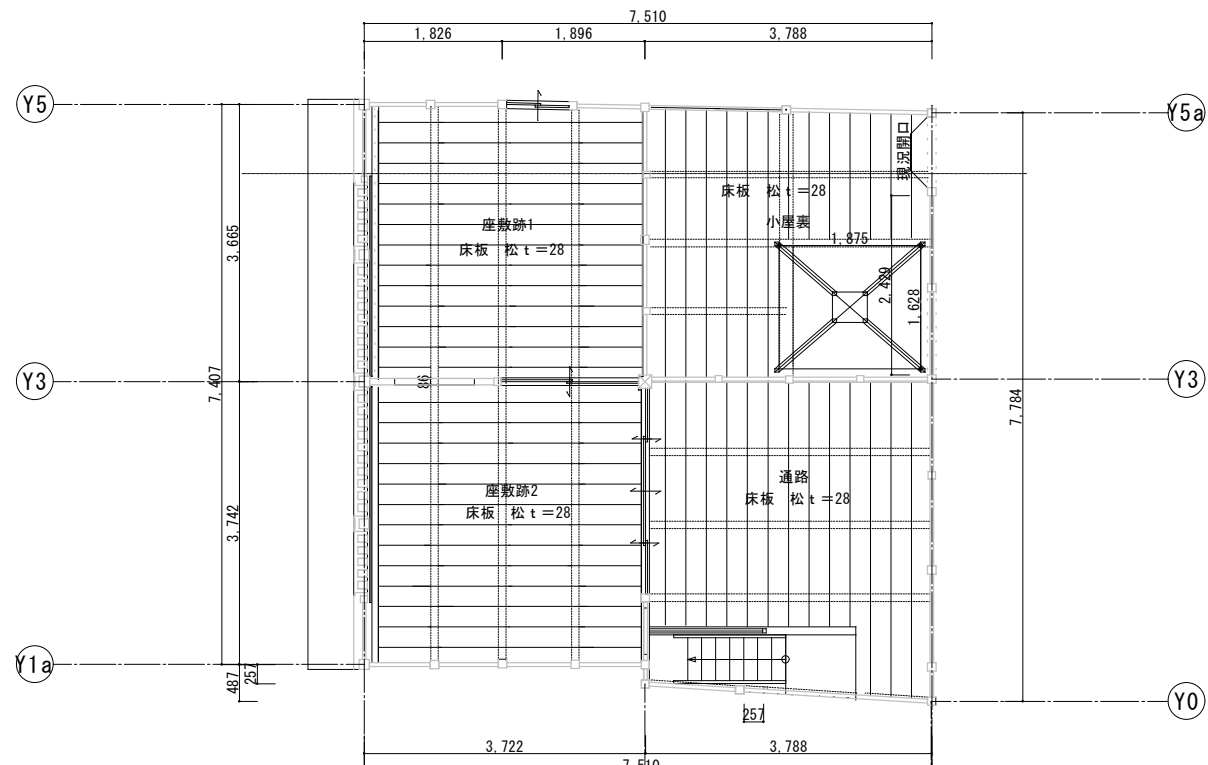 7,510
1,826
1,896
3,788
Y5
Y5a
現況開口
床板　松ｔ＝28
小屋裏
座敷跡1
床板　松ｔ＝28
1,875
2,429
1,628
3,665
7,407
Y3
86
Y3
7,784
3,742
通路
床板　松ｔ＝28
座敷跡2
床板　松ｔ＝28
Y1a
487
257
Y0
257
3,722
3,788
7,510